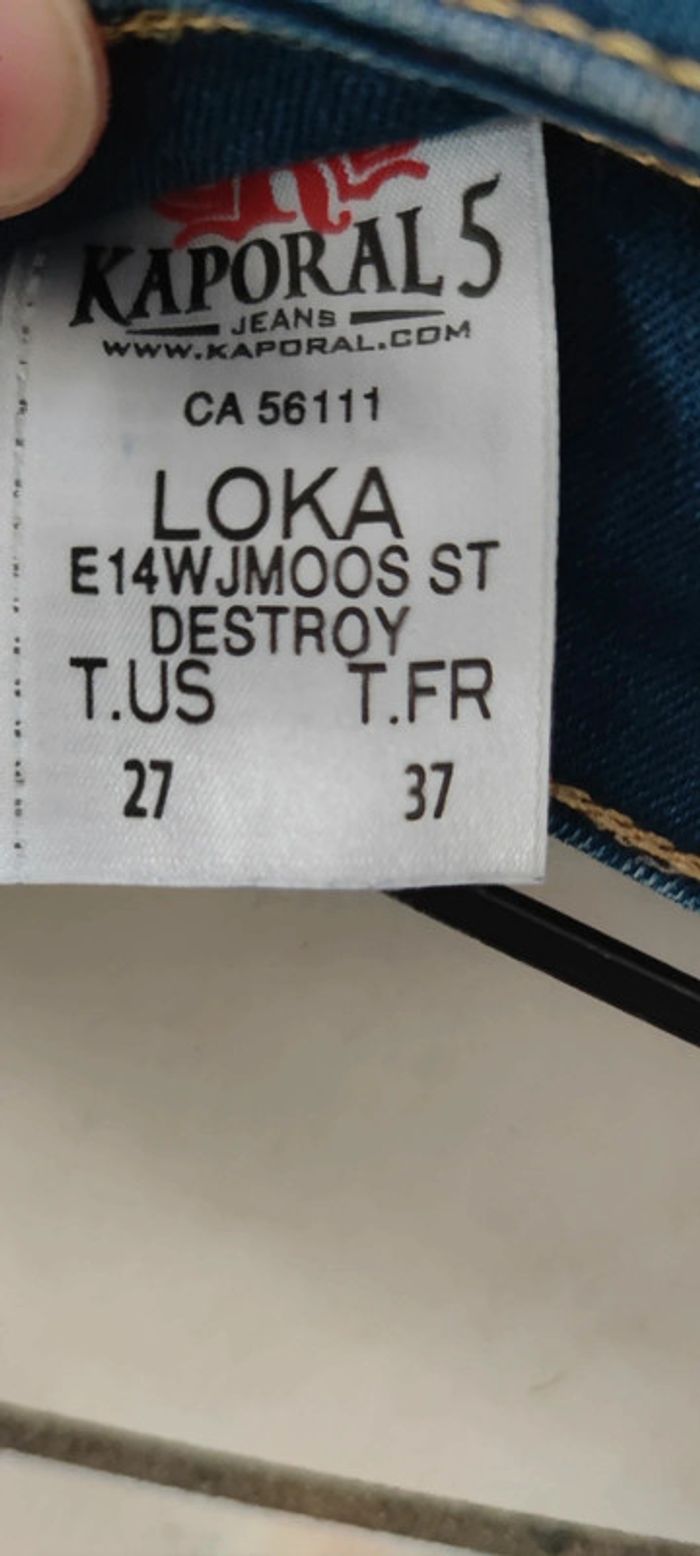 KAPORAL 5
JEANS
WWW.KAPORAL.COM
CA 56111
LOKA
E14WJMOOS ST
DESTROY
T.US T.FR
27 37